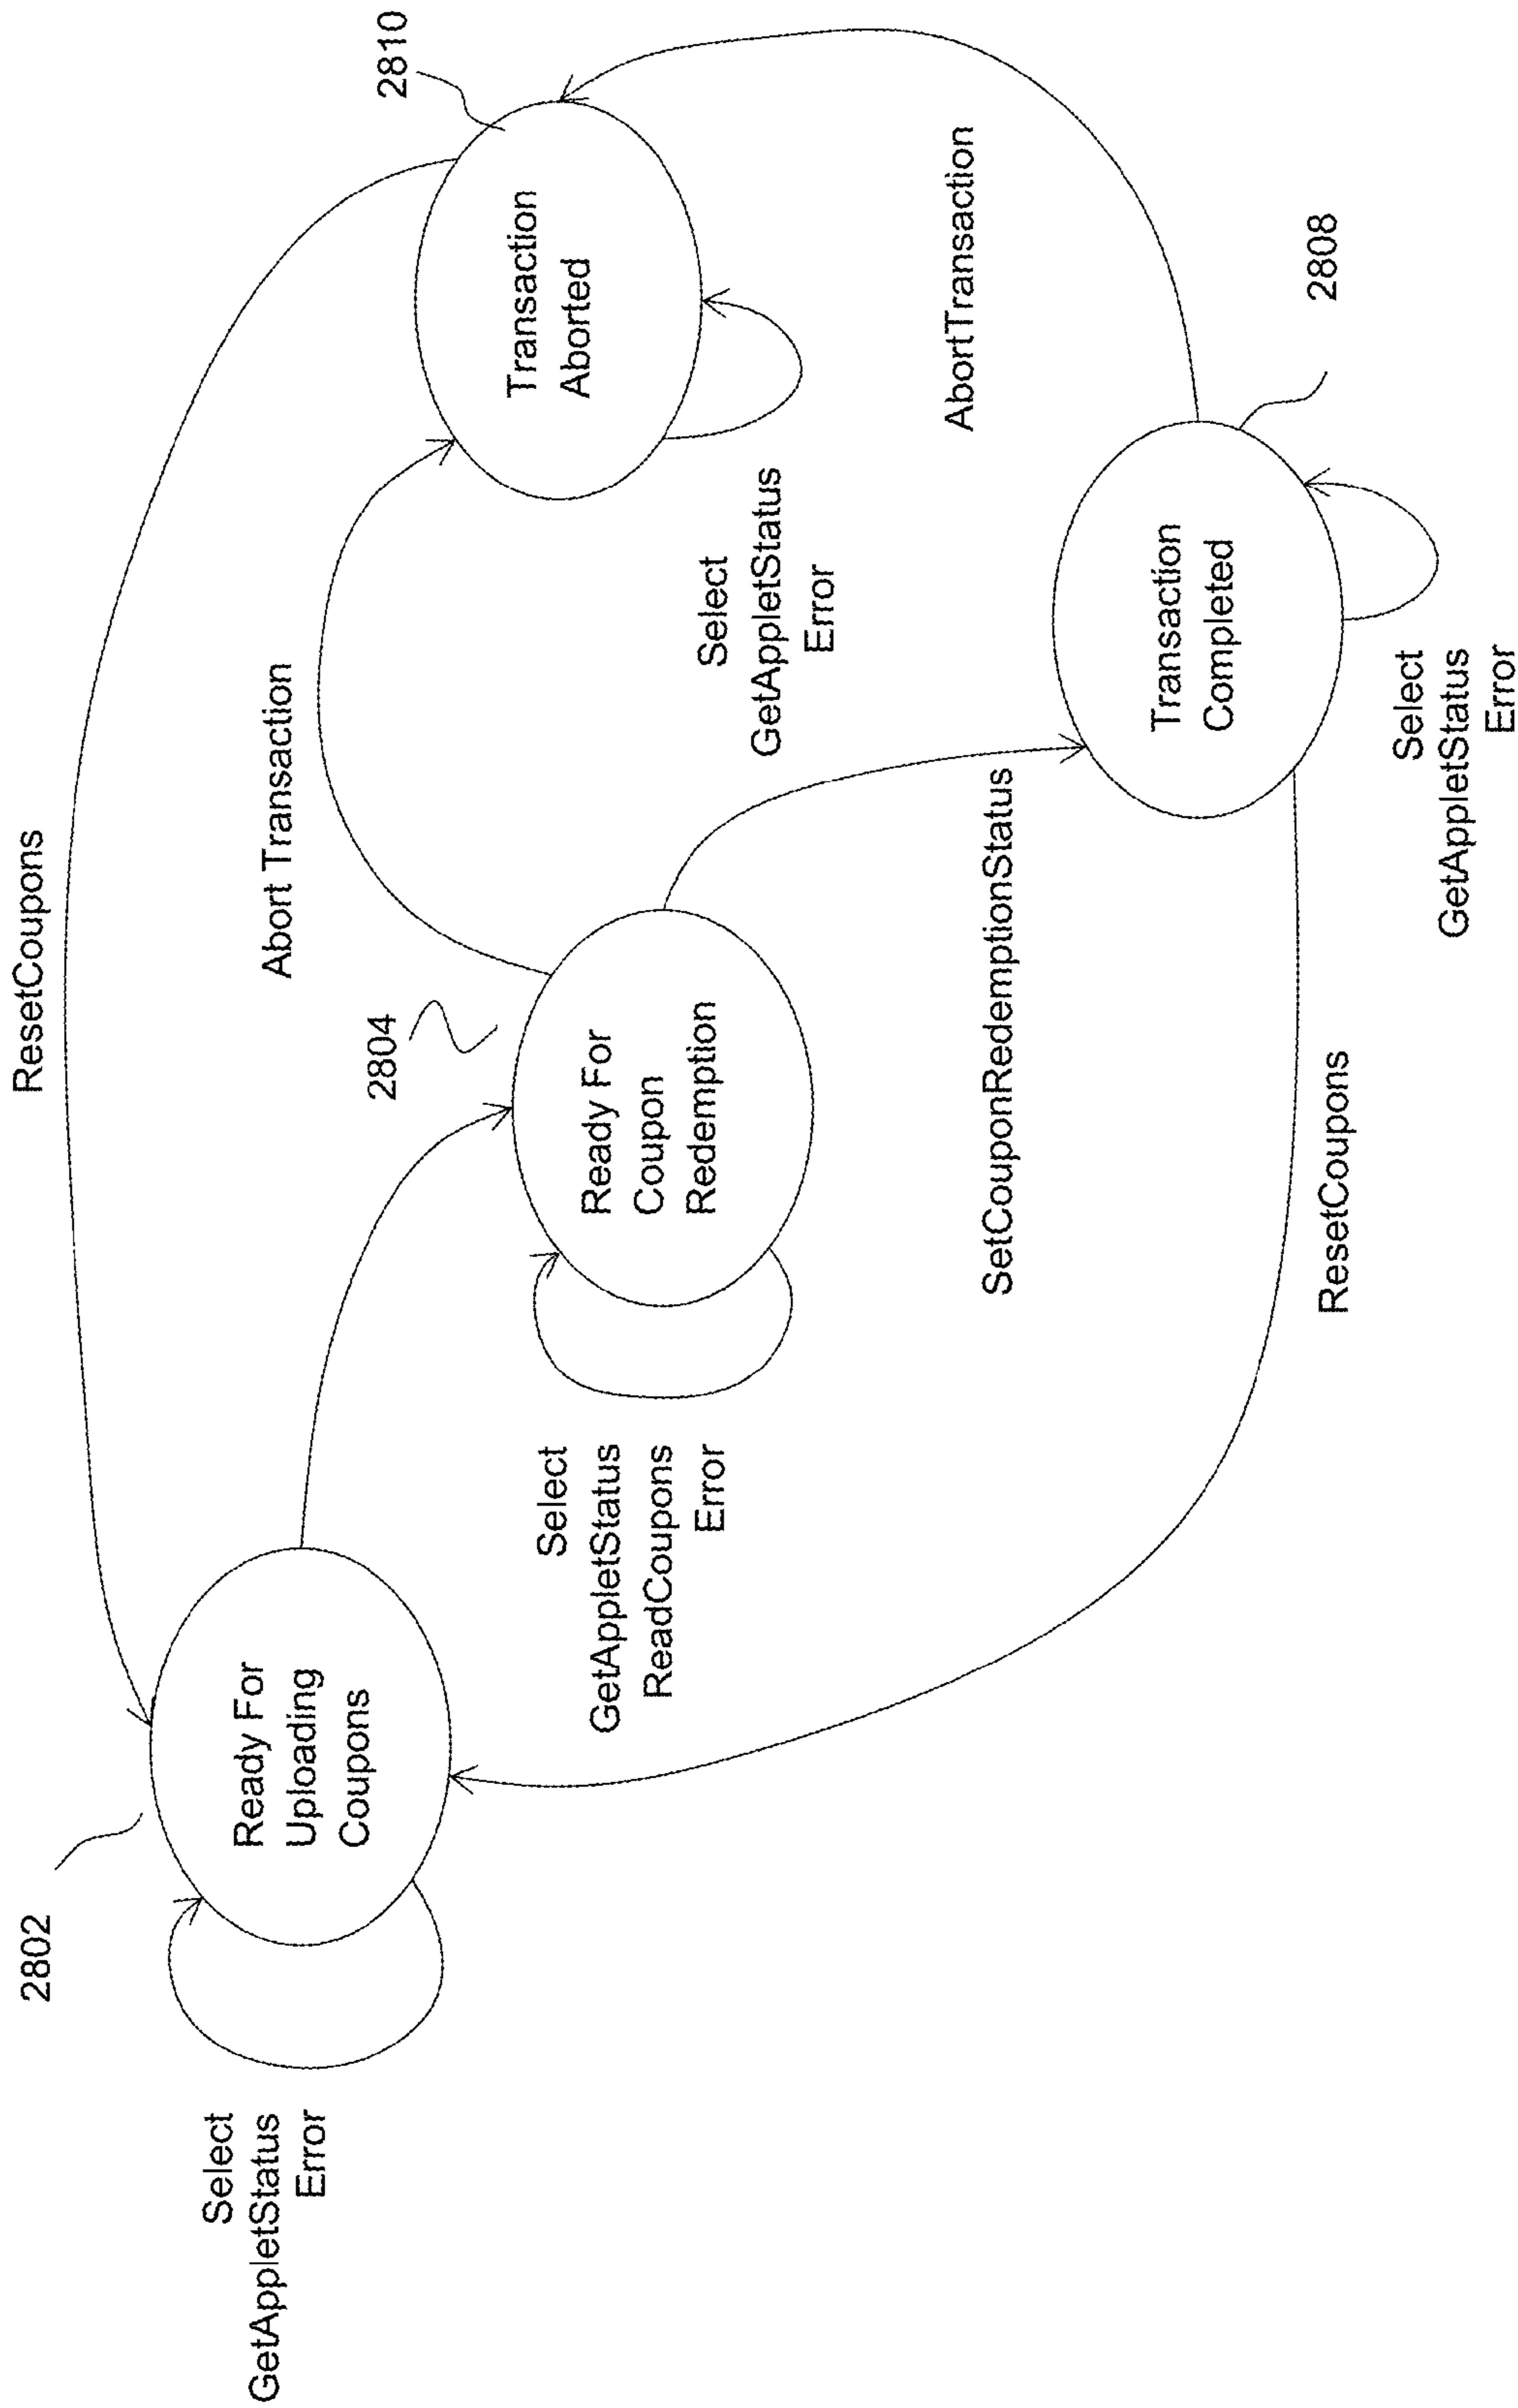 ResetCoupons
2802
2804
2810
Abort Transaction
Ready For
Uploading
Coupons
Select
GetAppletStatus
Error
Transaction
Aborted
Ready For
Coupon
Redemption
Select
GetAppletStatus
ReadCoupons
Error
Select
GetAppletStatus
Error
AbortTransaction
SetCouponRedemptionStatus
Transaction
Completed
2808
ResetCoupons
Select
GetAppletStatus
Error